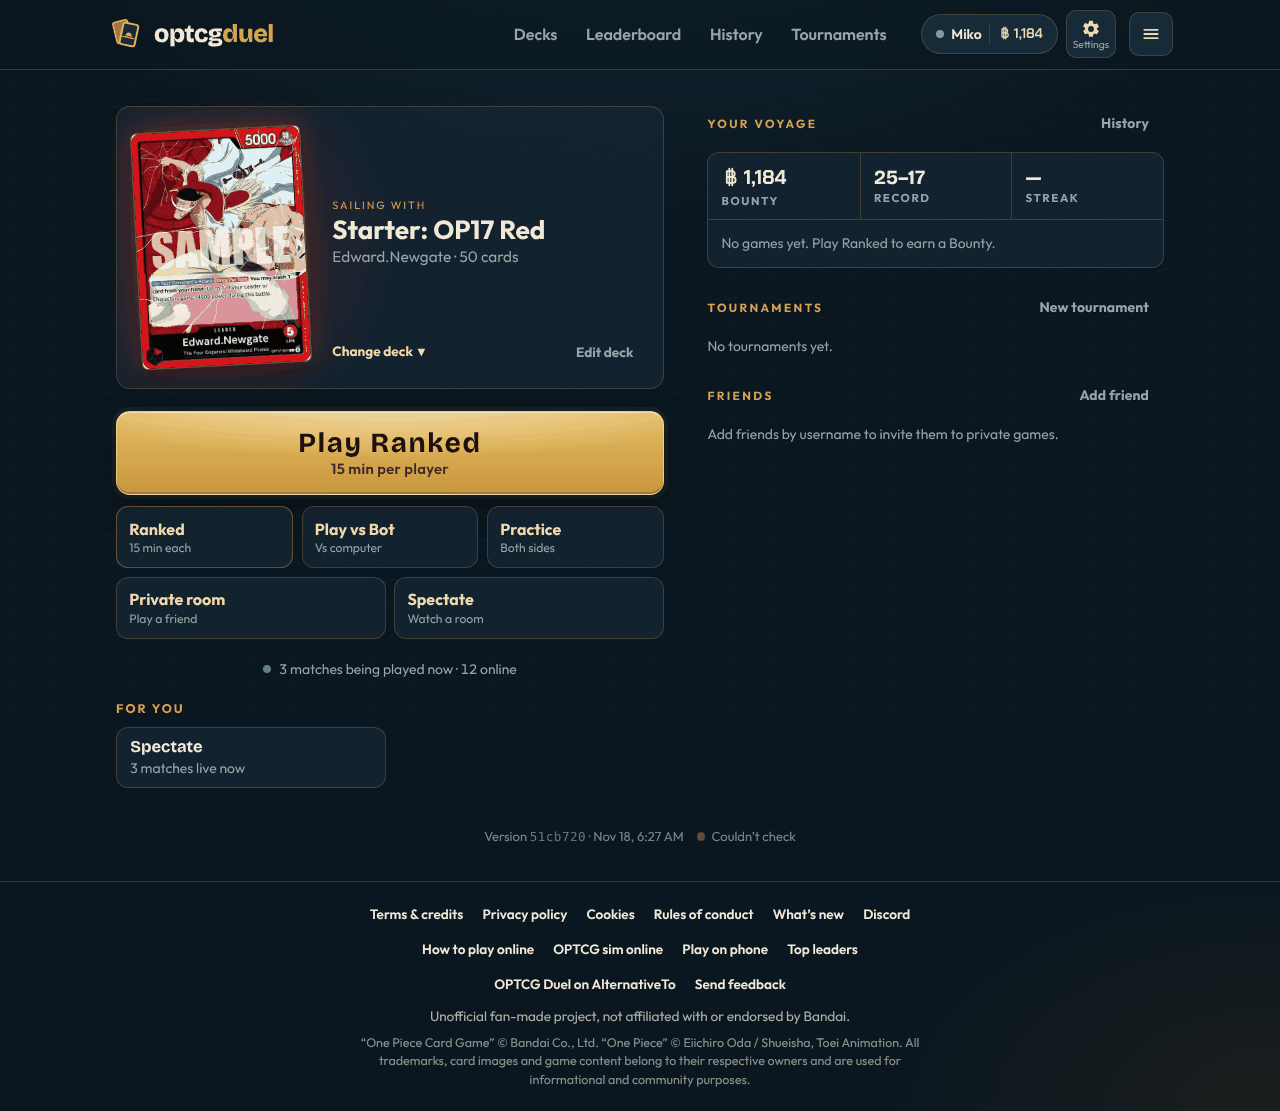 optcgduel
Decks
Leaderboard
History
Tournaments
Miko
฿ 1,184
Settings
5000
SAMPLE
LEADER
Edward.Newgate
The Four Emperors/Whitebeard Pirates
5
LIFE
SAILING WITH
Starter: OP17 Red
Edward.Newgate · 50 cards
Change deck ▾
Edit deck
Play Ranked
15 min per player
Ranked
15 min each
Play vs Bot
Vs computer
Practice
Both sides
Private room
Play a friend
Spectate
Watch a room
3 matches being played now · 12 online
FOR YOU
Spectate
3 matches live now
YOUR VOYAGE
History
฿ 1,184
BOUNTY
25–17
RECORD
—
STREAK
No games yet. Play Ranked to earn a Bounty.
TOURNAMENTS
New tournament
No tournaments yet.
FRIENDS
Add friend
Add friends by username to invite them to private games.
Version 51cb720 · Nov 18, 6:27 AM
Couldn't check
Terms & credits
Privacy policy
Cookies
Rules of conduct
What's new
Discord
How to play online
OPTCG sim online
Play on phone
Top leaders
OPTCG Duel on AlternativeTo
Send feedback
Unofficial fan-made project, not affiliated with or endorsed by Bandai.
“One Piece Card Game” © Bandai Co., Ltd. “One Piece” © Eiichiro Oda / Shueisha, Toei Animation. All
trademarks, card images and game content belong to their respective owners and are used for
informational and community purposes.